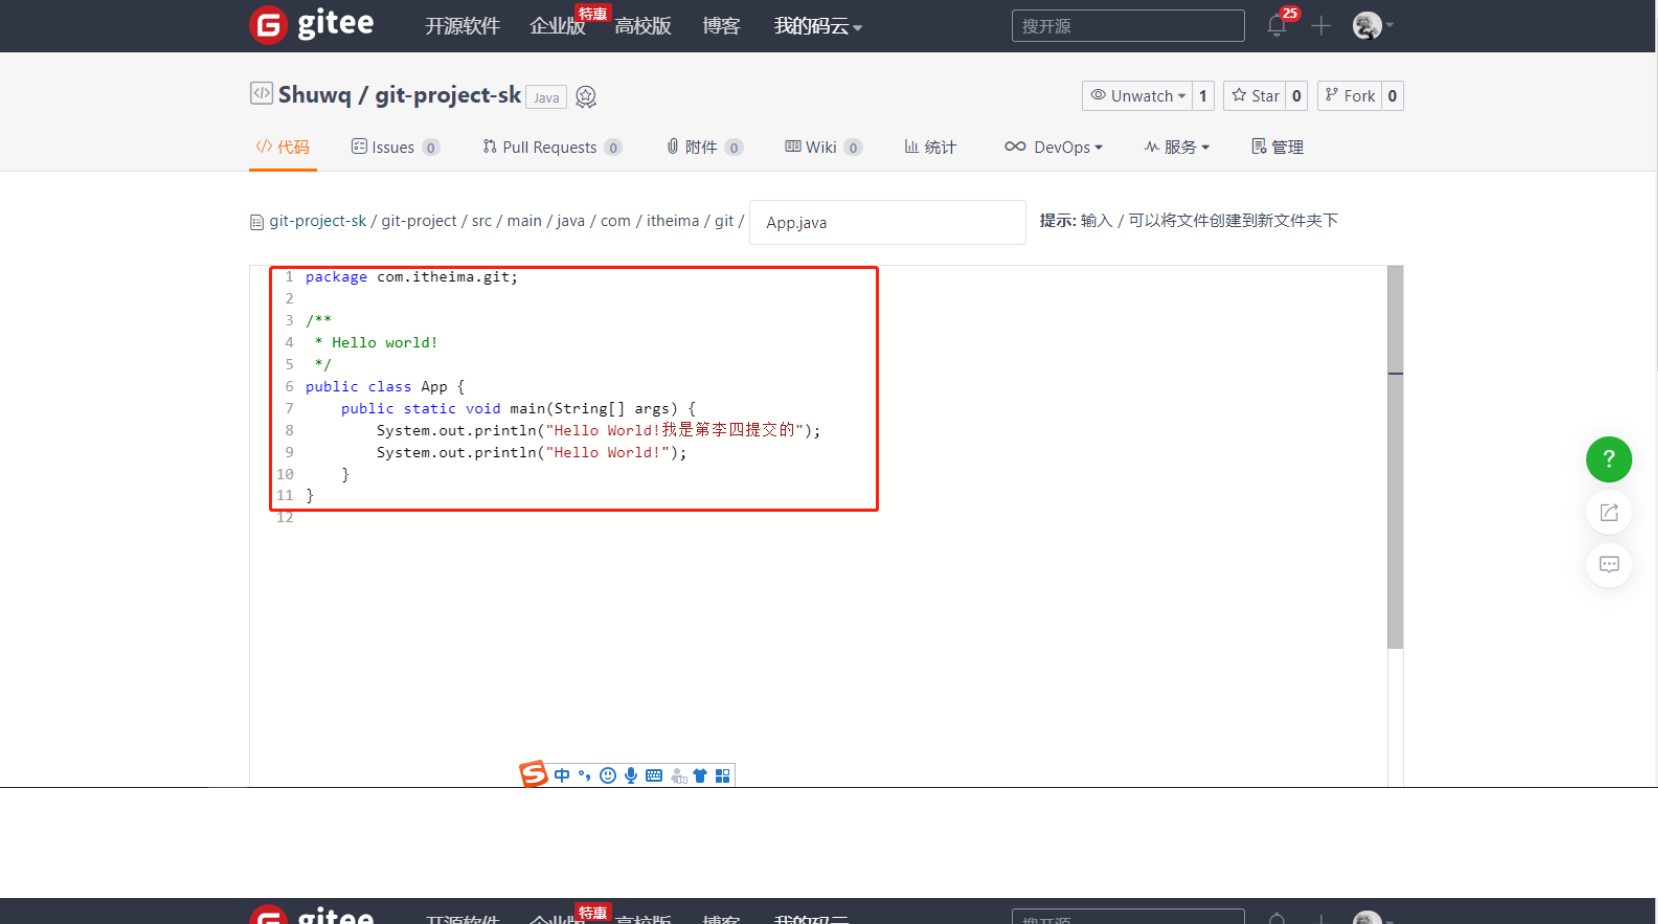 gitee 开源软件 企业版 特惠 高校版 博客 我的码云 搜开源 25
Shuwq / git-project-sk Java Unwatch 1 Star 0 Fork 0
代码 Issues 0 Pull Requests 0 附件 0 Wiki 0 统计 DevOps 服务 管理
git-project-sk / git-project / src / main / java / com / itheima / git / App.java 提示: 输入 / 可以将文件创建到新文件夹下
1 package com.itheima.git;
2
3 /**
4 * Hello world!
5 */
6 public class App {
7 public static void main(String[] args) {
8 System.out.println("Hello World!我是第李四提交的");
9 System.out.println("Hello World!");
10 }
11 }
12
?
中
gitee 开源软件 企业版 特惠 高校版 博客 我的码云 搜开源